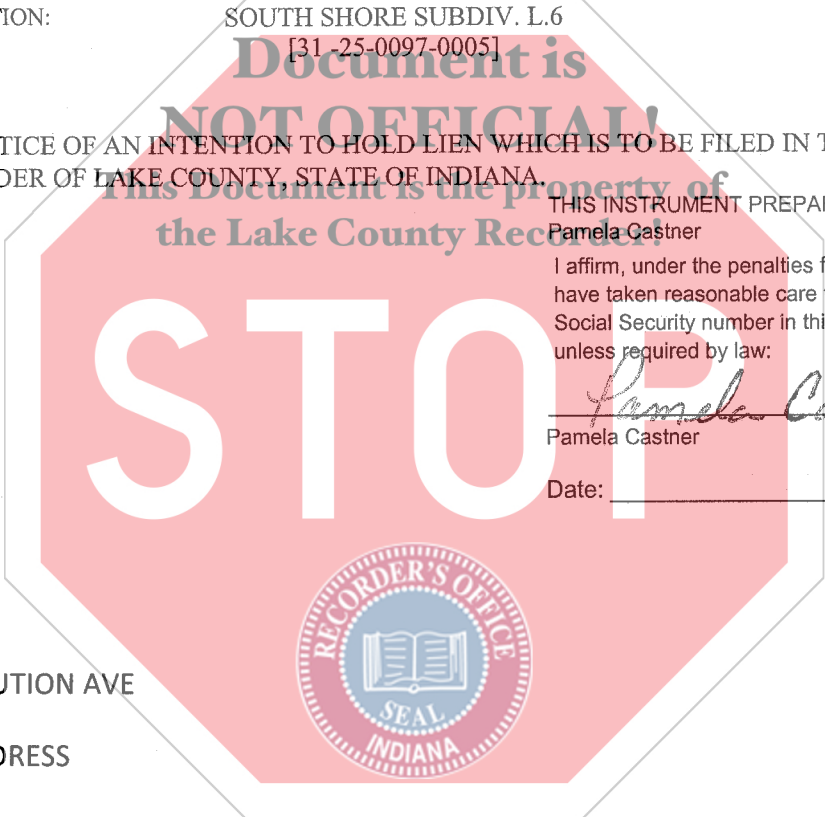 TION: SOUTH SHORE SUBDIV. L.6
[31 -25-0097-0005]
Document is
NOT OFFICIAL!
TICE OF AN INTENTION TO HOLD LIEN WHICH IS TO BE FILED IN T
DER OF LAKE COUNTY, STATE OF INDIANA.
This Document is the property of
the Lake County Recorder!
THIS INSTRUMENT PREPA
Pamela Castner
I affirm, under the penalties f
have taken reasonable care
Social Security number in thi
unless required by law:
Pamela Ca
Pamela Castner
Date:
STOP
RECORDER'S OFFICE
SEAL
INDIANA
UTION AVE
DRESS